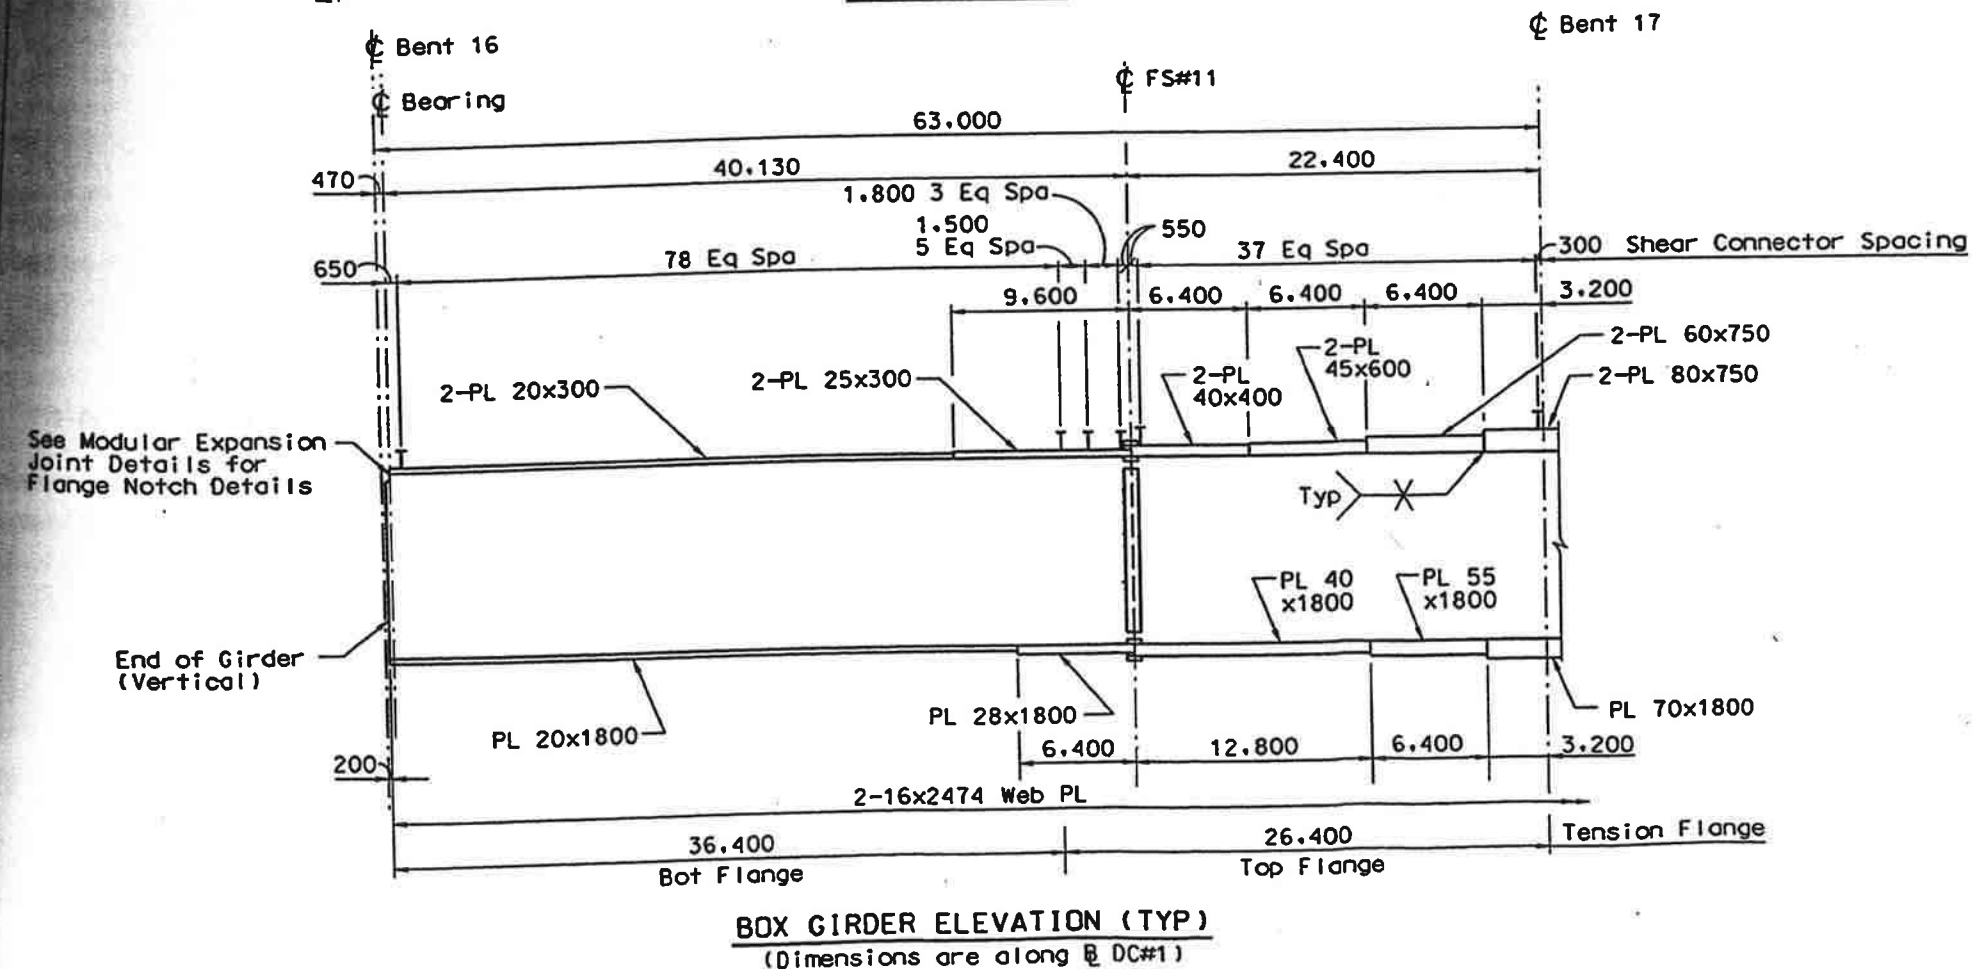 ℄ Bent 16
℄ Bent 17
℄ FS#11
℄ Bearing
63.000
40.130
22.400
470
1.800 3 Eq Spa
1.500
5 Eq Spa
550
78 Eq Spa
37 Eq Spa
300 Shear Connector Spacing
650
9.600
6.400
6.400
6.400
3.200
2-PL 60x750
2-PL 20x300
2-PL 25x300
2-PL
40x400
2-PL
45x600
2-PL 80x750
See Modular Expansion
Joint Details for
Flange Notch Details
Typ
PL 40
x1800
PL 55
x1800
End of Girder
(Vertical)
PL 20x1800
PL 28x1800
PL 70x1800
200
6.400
12.800
6.400
3.200
2-16x2474 Web PL
36.400
Bot Flange
26.400
Top Flange
Tension Flange
BOX GIRDER ELEVATION (TYP)
(Dimensions are along ⅊ DC#1)